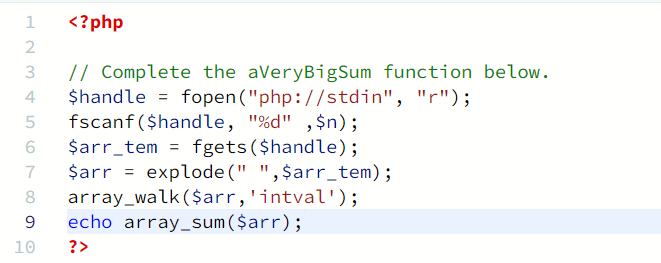 1 <?php
2
3 // Complete the aVeryBigSum function below.
4 $handle = fopen("php://stdin", "r");
5 fscanf($handle, "%d" ,$n);
6 $arr_tem = fgets($handle);
7 $arr = explode(" ",$arr_tem);
8 array_walk($arr,'intval');
9 echo array_sum($arr);
10 ?>